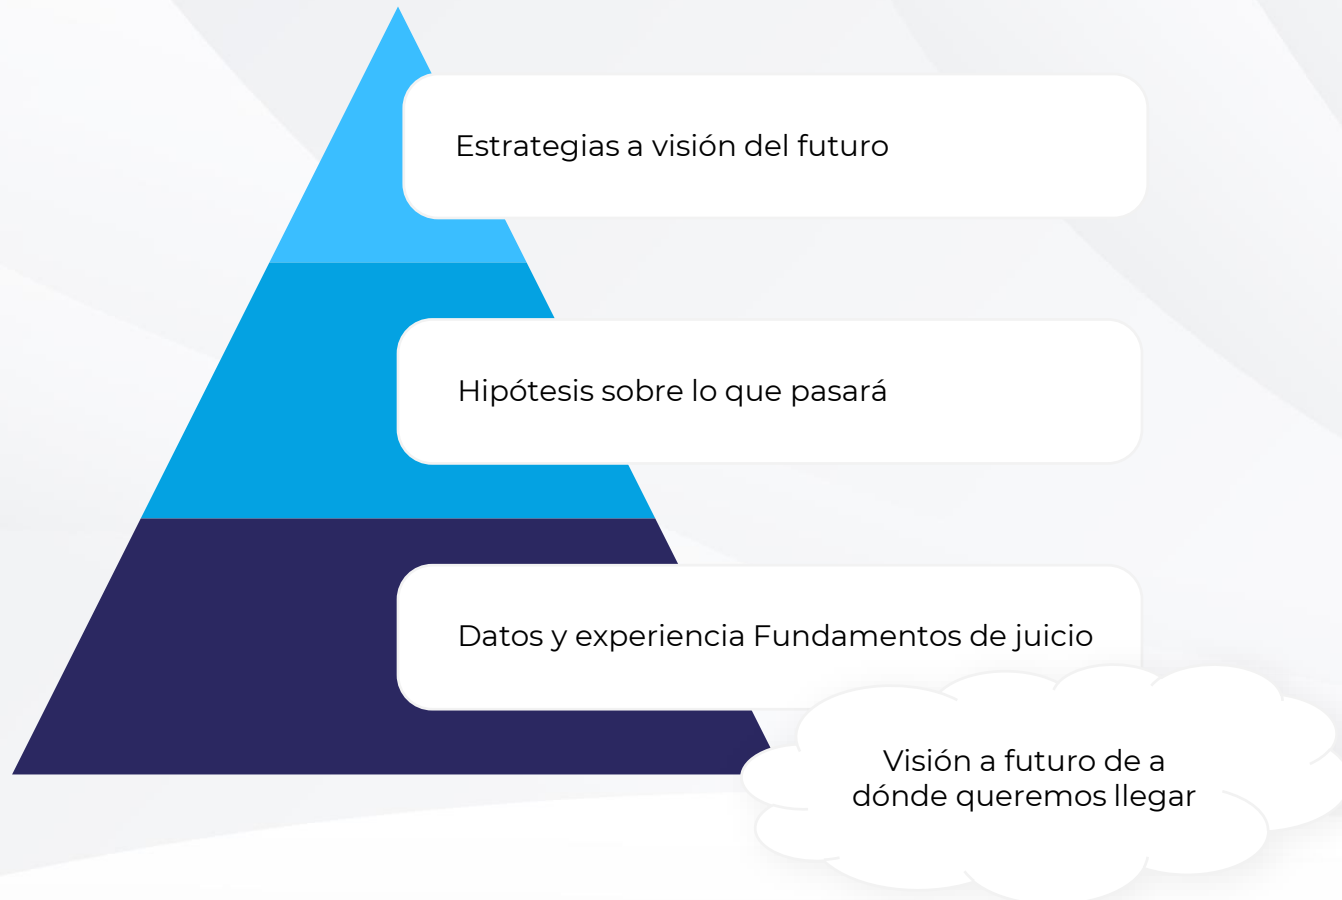 Estrategias a visión del futuro
Hipótesis sobre lo que pasará
Datos y experiencia Fundamentos de juicio
Visión a futuro de a
dónde queremos llegar